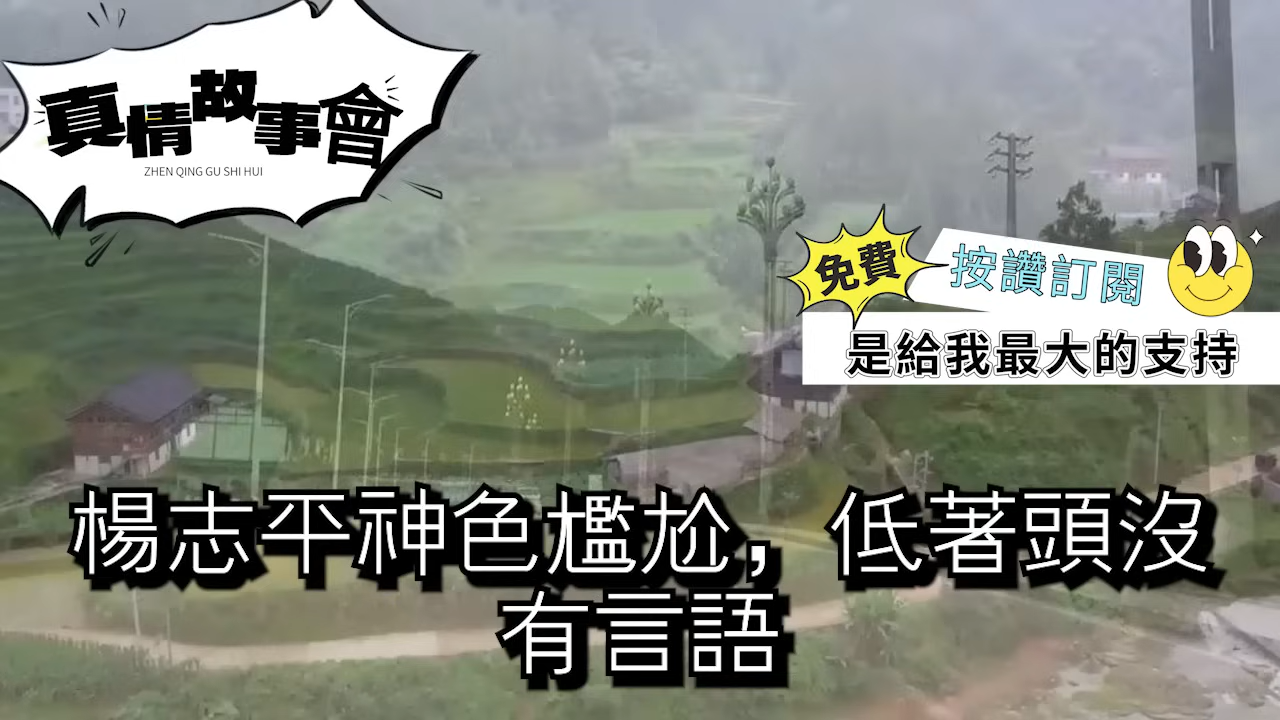 真情故事會
ZHEN QING GU SHI HUI
免費
按讚訂閱
是給我最大的支持
楊志平神色尷尬，低著頭沒
有言語